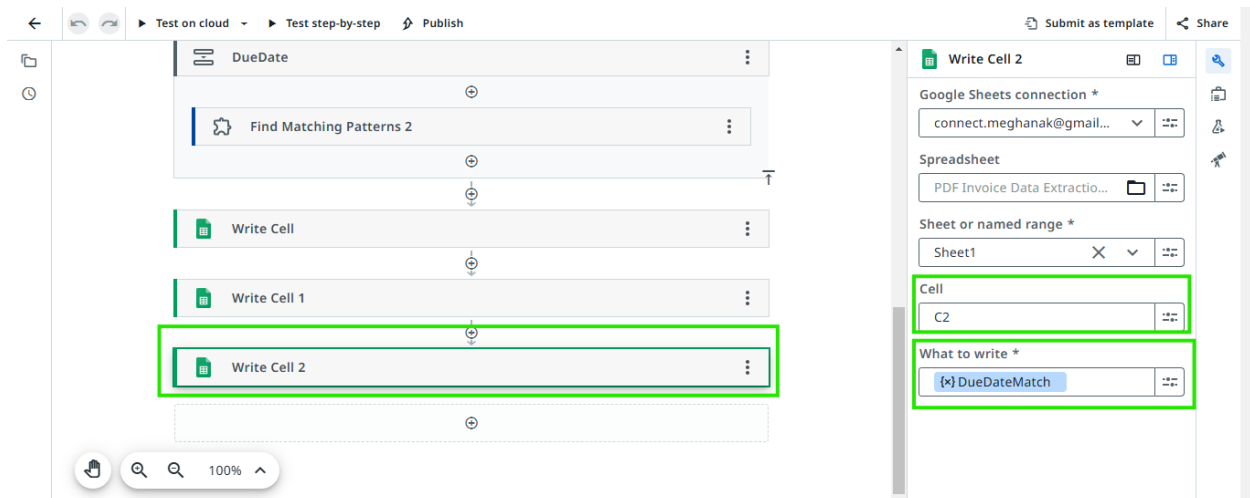 Test on cloud
Test step-by-step
Publish
Submit as template
Share
DueDate
Find Matching Patterns 2
Write Cell
Write Cell 1
Write Cell 2
100%
Write Cell 2
Google Sheets connection *
connect.meghanak@gmail...
Spreadsheet
PDF Invoice Data Extractio...
Sheet or named range *
Sheet1
Cell
C2
What to write *
{×} DueDateMatch